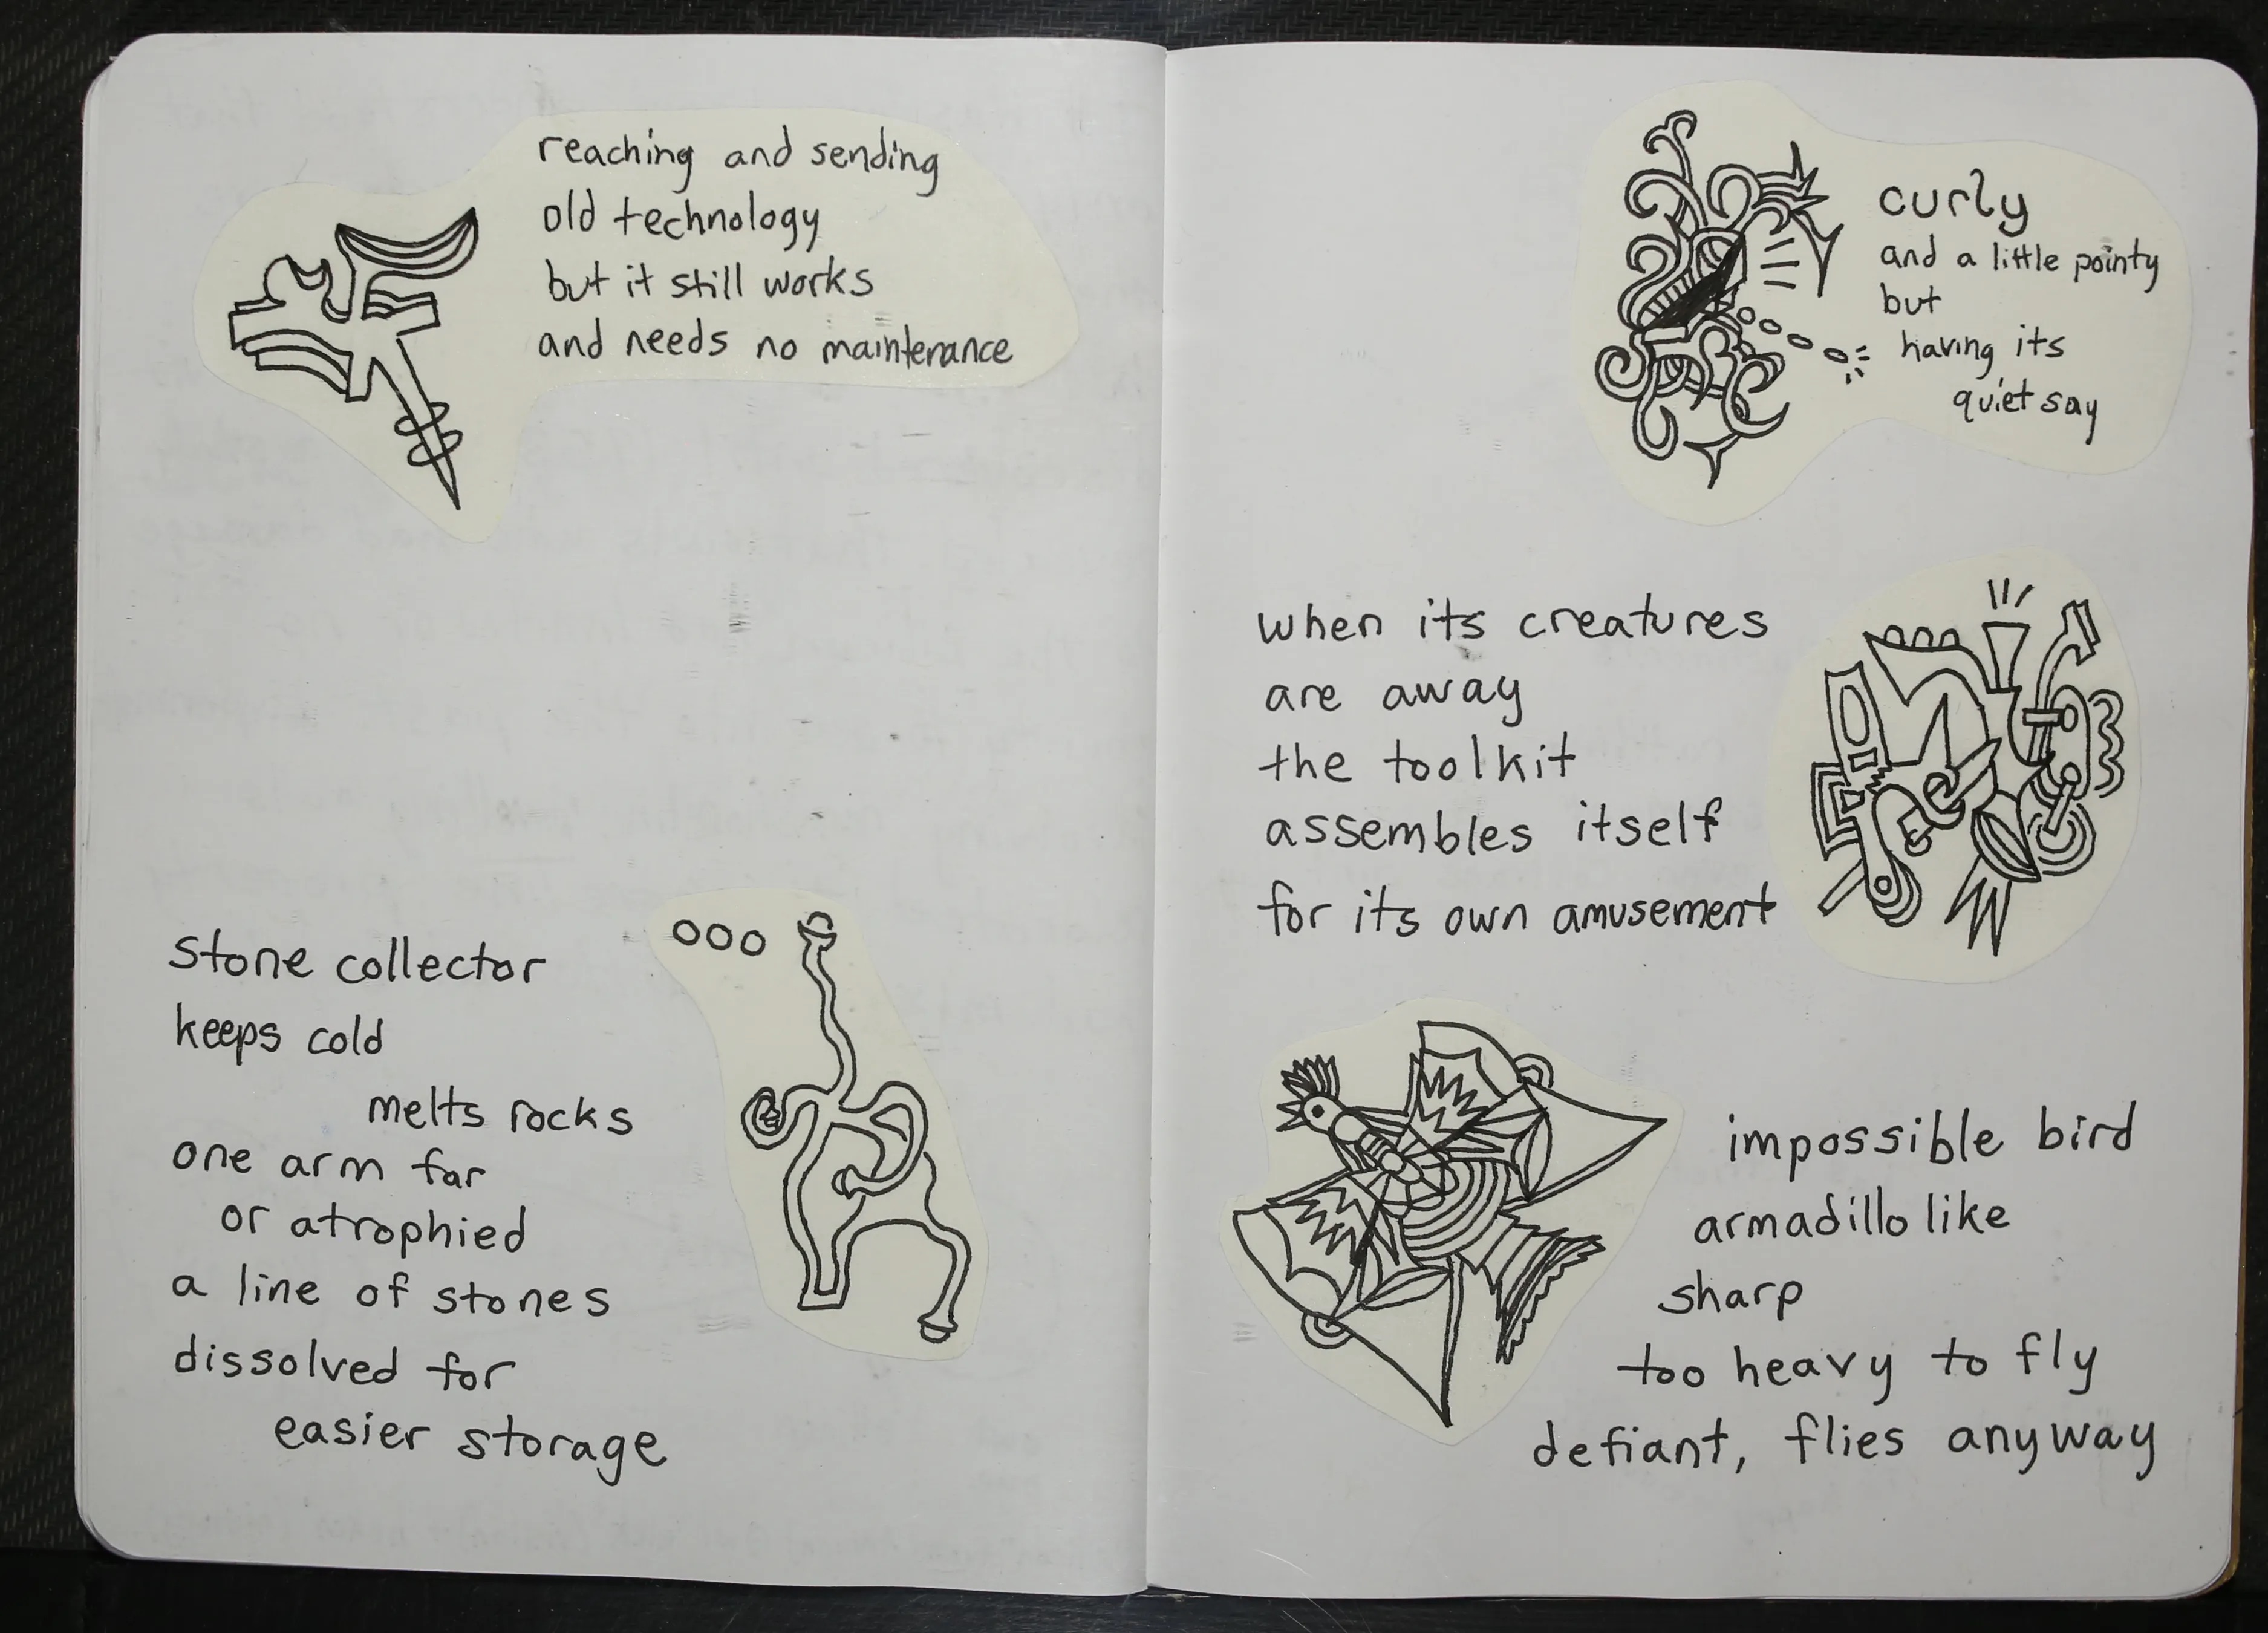 reaching and sending
old technology
but it still works
and needs no maintenance
stone collector
keeps cold
melts rocks
one arm far
or atrophied
a line of stones
dissolved for
easier storage
curly
and a little pointy
but
having its
quiet say
when its creatures
are away
the toolkit
assembles itself
for its own amusement
impossible bird
armadillo like
sharp
too heavy to fly
defiant, flies anyway